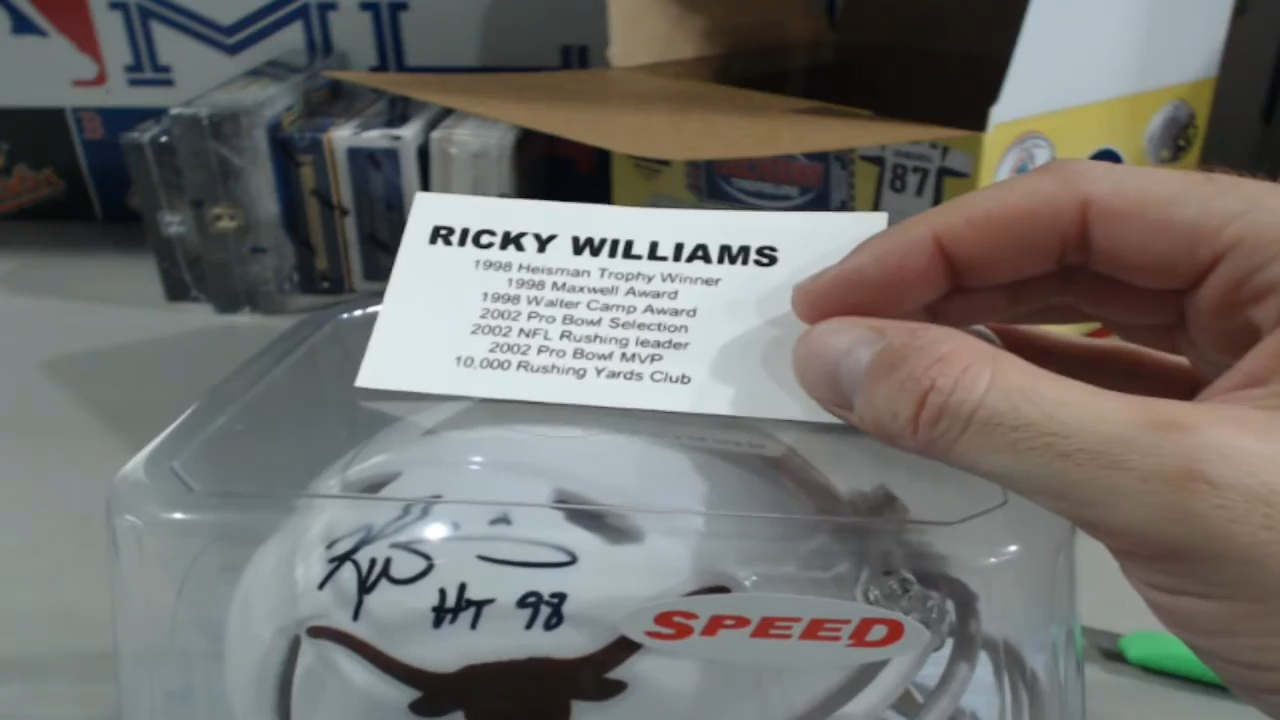 RICKY WILLIAMS
1998 Heisman Trophy Winner
1998 Maxwell Award
1998 Walter Camp Award
2002 Pro Bowl Selection
2002 NFL Rushing leader
2002 Pro Bowl MVP
10,000 Rushing Yards Club
87
HT 98
SPEED